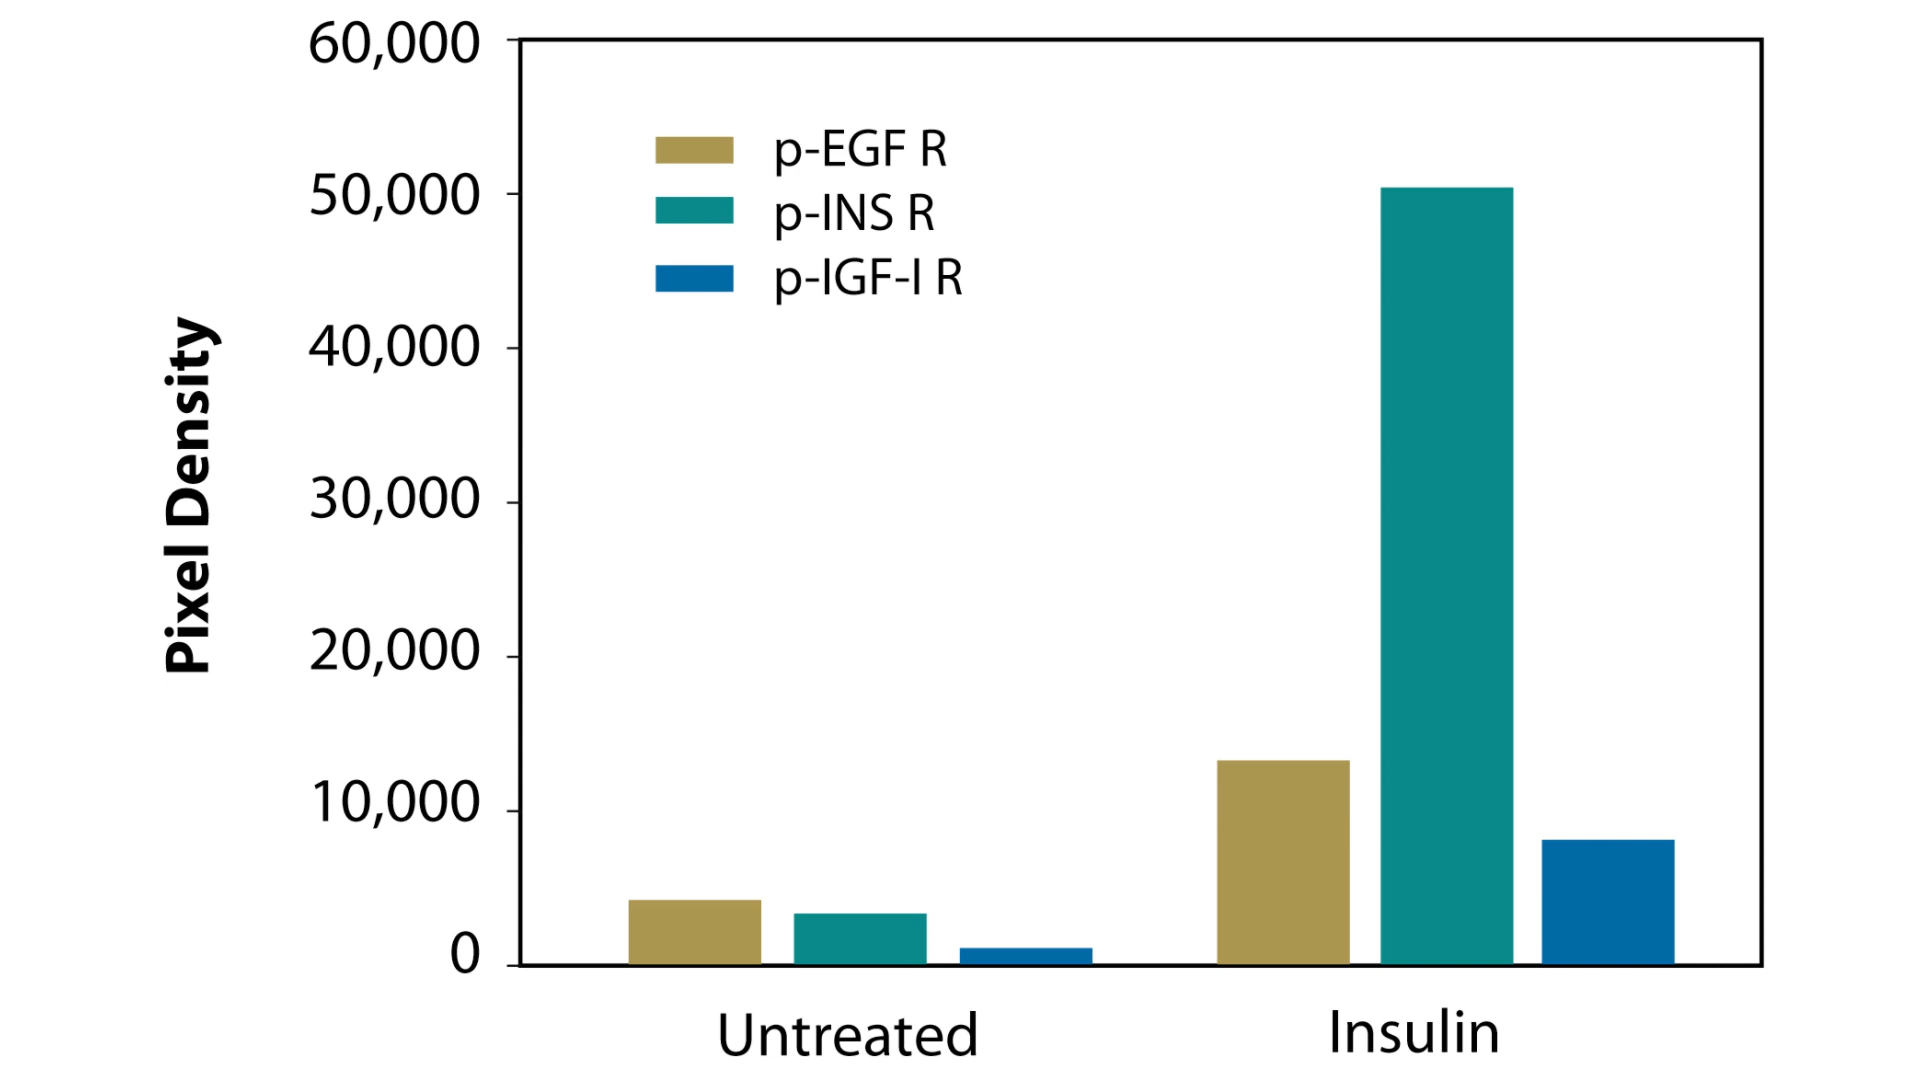 60,000
50,000
40,000
30,000
20,000
10,000
0
Pixel Density
p-EGF R
p-INS R
p-IGF-I R
Untreated
Insulin